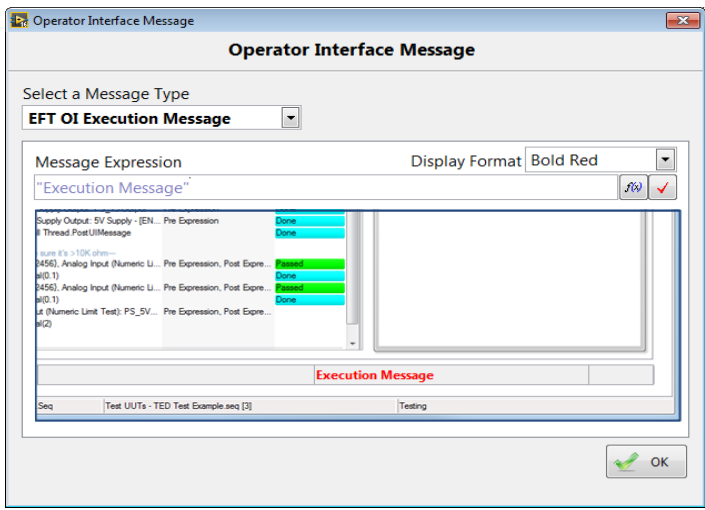 Operator Interface Message
Operator Interface Message
Select a Message Type
EFT OI Execution Message
Message Expression
Display Format Bold Red
"Execution Message"
f(x)
Supply Output: 5V Supply - [EN... Pre Expression Done
ll Thread.PostUIMessage Done
sure it's >10K ohm---
2456), Analog Input (Numeric Li... Pre Expression, Post Expre... Passed
al(0.1) Done
2456), Analog Input (Numeric Li... Pre Expression, Post Expre... Passed
al(0.1) Done
ut (Numeric Limit Test): PS_5V... Pre Expression, Post Expre...
al(2)
Execution Message
Seq Test UUTs - TED Test Example.seq [3] Testing
OK